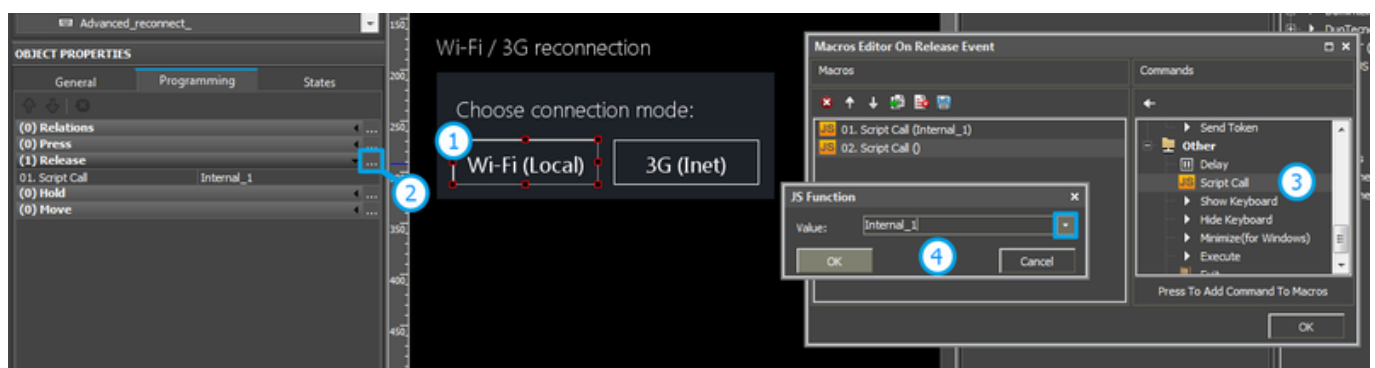 Advanced_reconnect_
OBJECT PROPERTIES
General Programming States
(0) Relations ...
(0) Press ...
(1) Release ...
01. Script Call Internal_1
(0) Hold ...
(0) Move ...
2
150
200
250
350
400
450
Wi-Fi / 3G reconnection
Choose connection mode:
1
Wi-Fi (Local) 3G (Inet)
Macros Editor On Release Event
Macros
JS 01. Script Call (Internal_1)
JS 02. Script Call ()
Commands
Send Token
Other
Delay
JS Script Call
3
Show Keyboard
Hide Keyboard
Minimize(for Windows)
Execute
Press To Add Command To Macros
OK
JS Function
Value: Internal_1
OK 4 Cancel